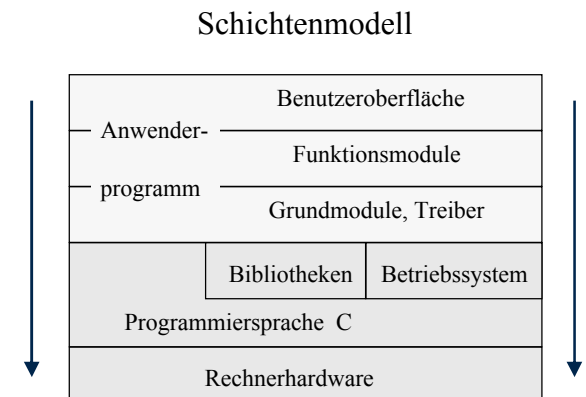 Schichtenmodell
Benutzeroberfläche
Anwender-
Funktionsmodule
programm
Grundmodule, Treiber
Bibliotheken
Betriebssystem
Programmiersprache C
Rechnerhardware